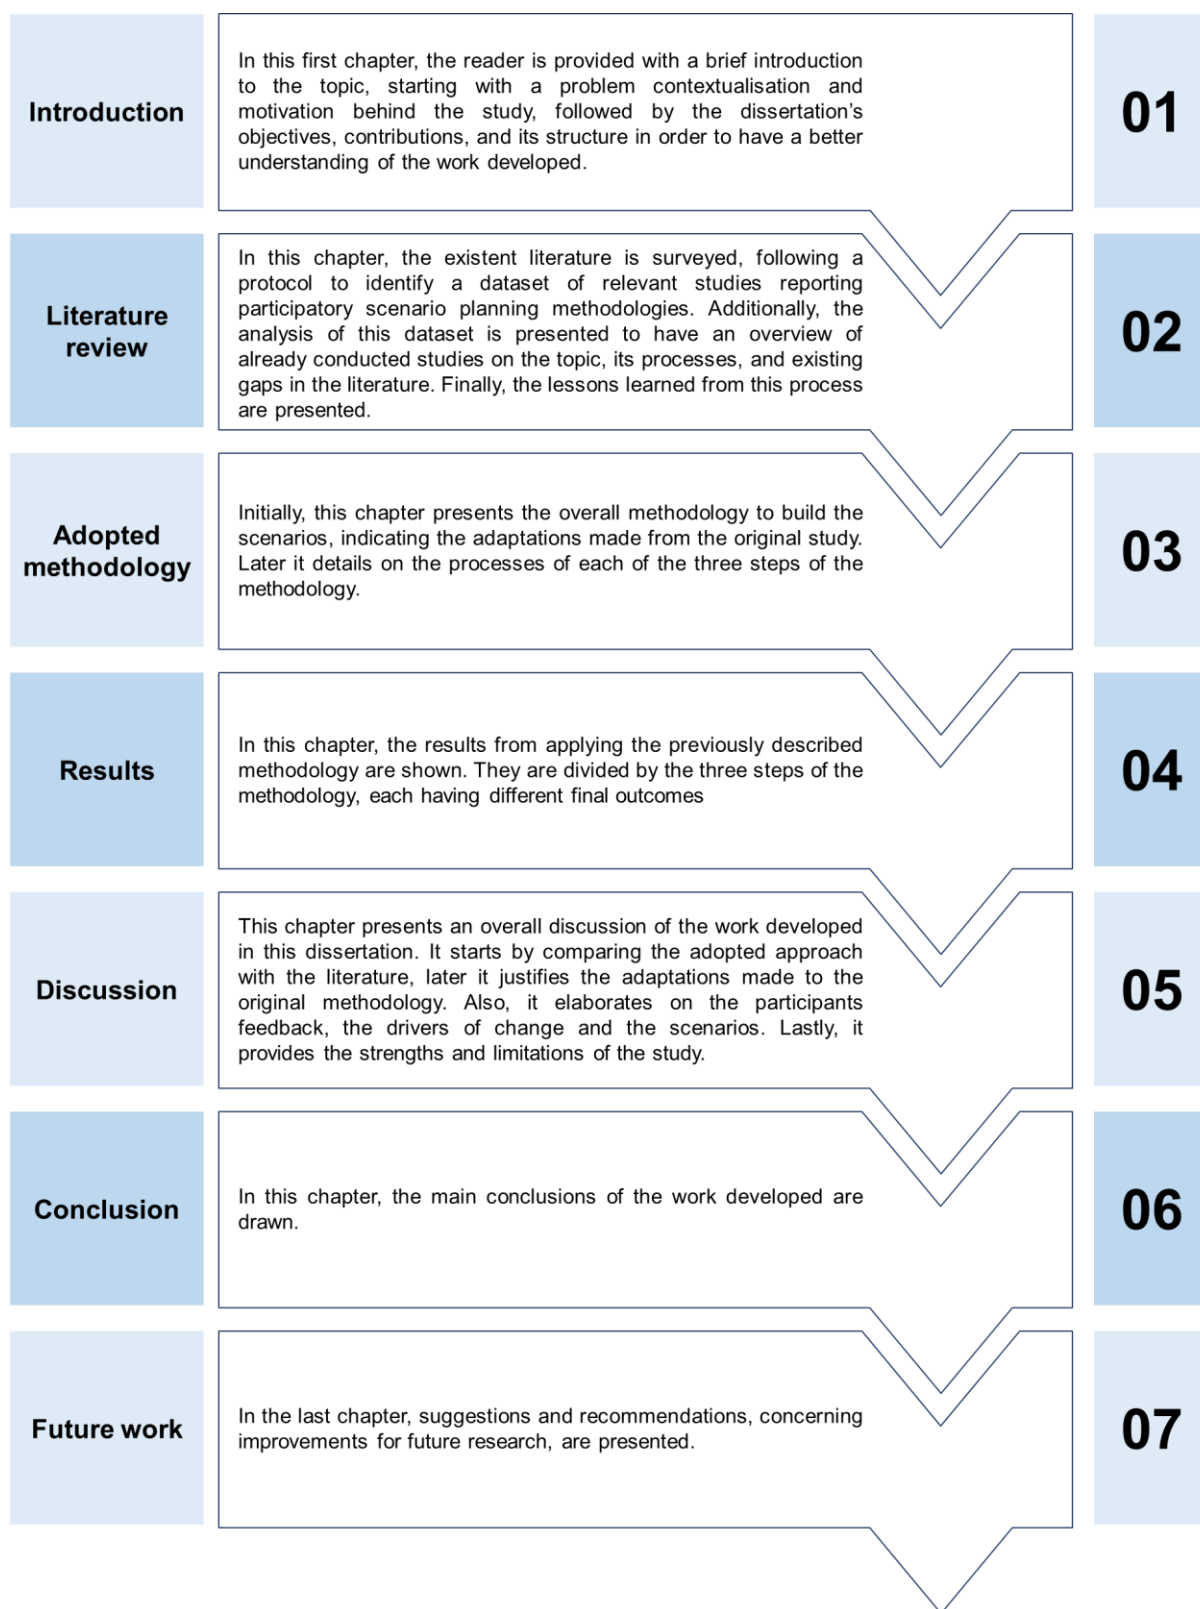 Introduction
In this first chapter, the reader is provided with a brief introduction
to the topic, starting with a problem contextualisation and
motivation behind the study, followed by the dissertation’s
objectives, contributions, and its structure in order to have a better
understanding of the work developed.
01
Literature
review
In this chapter, the existent literature is surveyed, following a
protocol to identify a dataset of relevant studies reporting
participatory scenario planning methodologies. Additionally, the
analysis of this dataset is presented to have an overview of
already conducted studies on the topic, its processes, and existing
gaps in the literature. Finally, the lessons learned from this process
are presented.
02
Adopted
methodology
Initially, this chapter presents the overall methodology to build the
scenarios, indicating the adaptations made from the original study.
Later it details on the processes of each of the three steps of the
methodology.
03
Results
In this chapter, the results from applying the previously described
methodology are shown. They are divided by the three steps of the
methodology, each having different final outcomes
04
Discussion
This chapter presents an overall discussion of the work developed
in this dissertation. It starts by comparing the adopted approach
with the literature, later it justifies the adaptations made to the
original methodology. Also, it elaborates on the participants
feedback, the drivers of change and the scenarios. Lastly, it
provides the strengths and limitations of the study.
05
Conclusion
In this chapter, the main conclusions of the work developed are
drawn.
06
Future work
In the last chapter, suggestions and recommendations, concerning
improvements for future research, are presented.
07